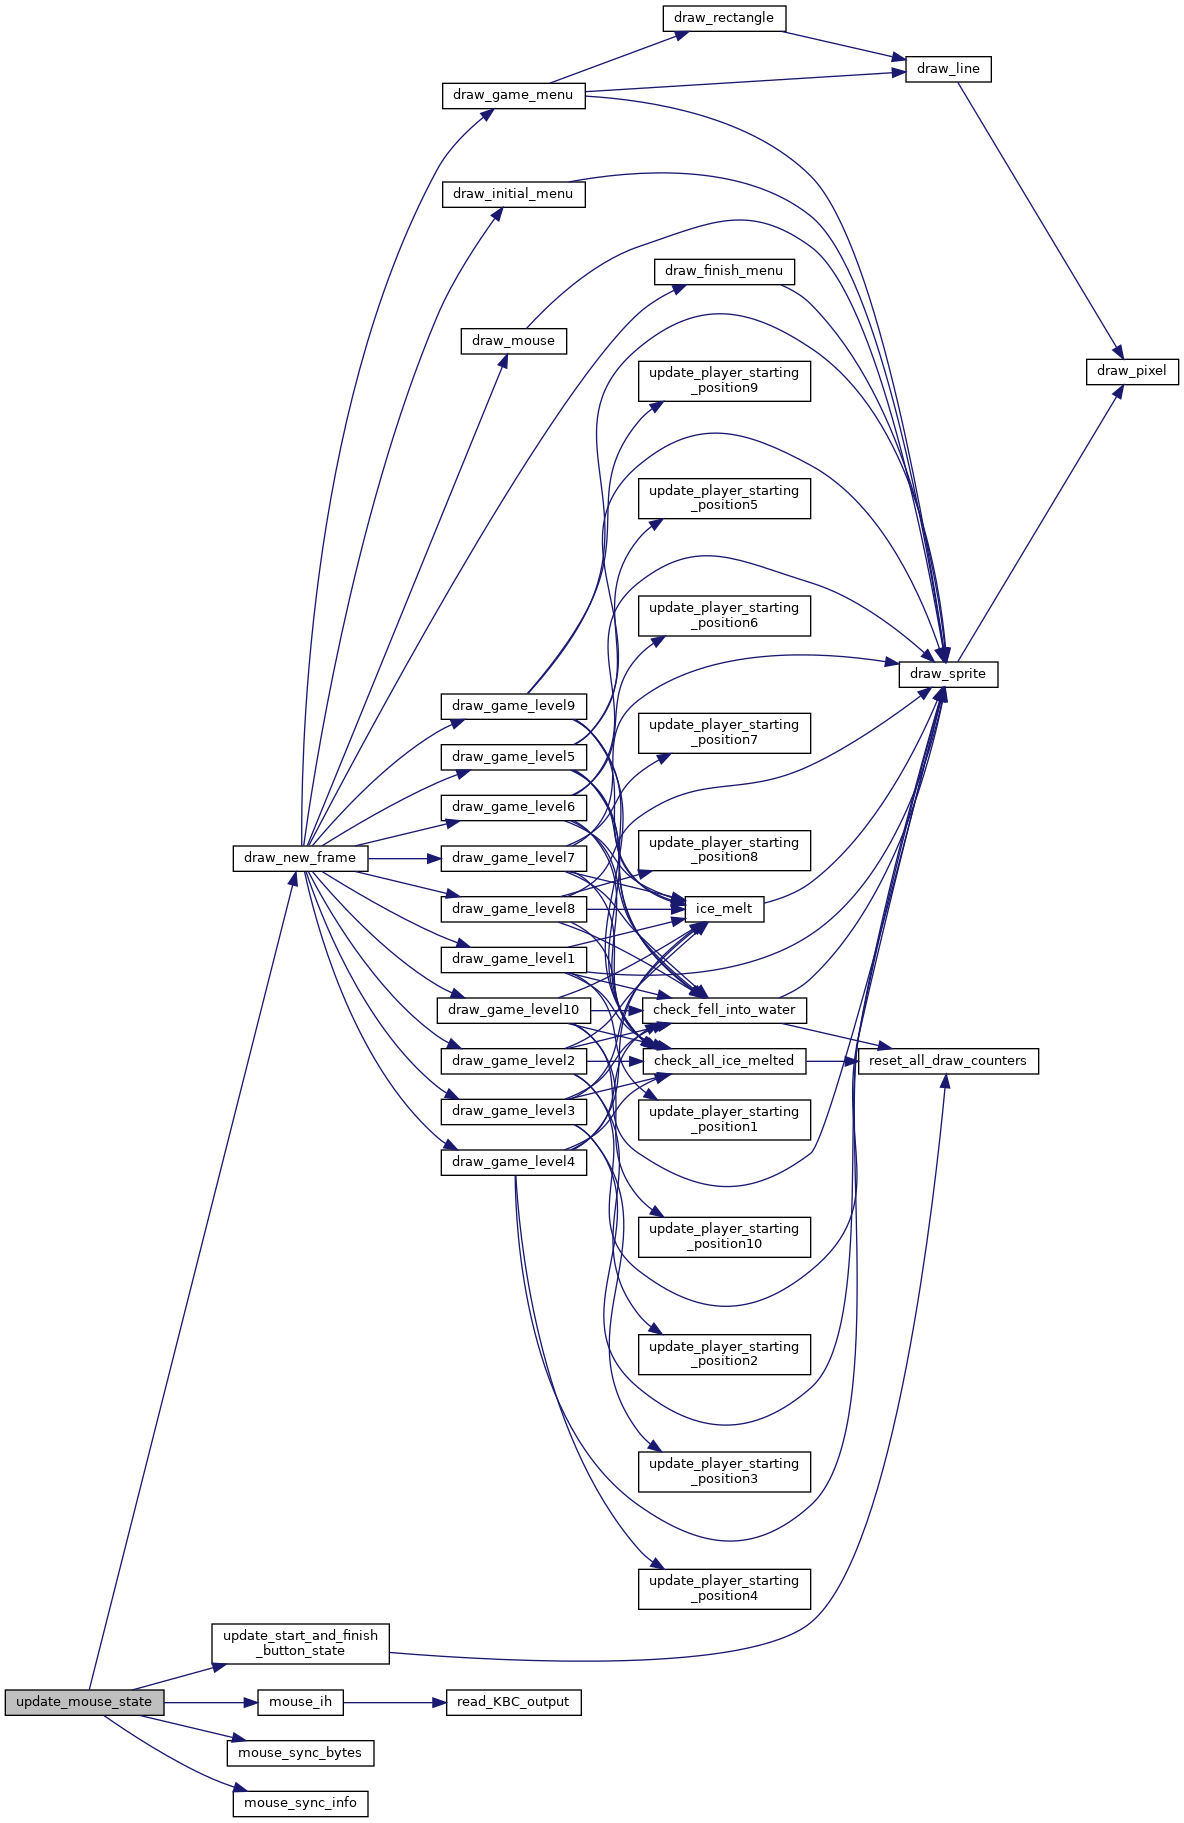 draw_rectangle
draw_line
draw_game_menu
draw_initial_menu
draw_finish_menu
draw_mouse
update_player_starting
_position9
draw_pixel
update_player_starting
_position5
update_player_starting
_position6
draw_sprite
draw_game_level9
update_player_starting
_position7
draw_game_level5
draw_game_level6
draw_new_frame
draw_game_level7
update_player_starting
_position8
draw_game_level8
ice_melt
draw_game_level1
draw_game_level10
check_fell_into_water
draw_game_level2
check_all_ice_melted
reset_all_draw_counters
draw_game_level3
update_player_starting
_position1
draw_game_level4
update_player_starting
_position10
update_player_starting
_position2
update_player_starting
_position3
update_player_starting
_position4
update_start_and_finish
_button_state
update_mouse_state
mouse_ih
read_KBC_output
mouse_sync_bytes
mouse_sync_info